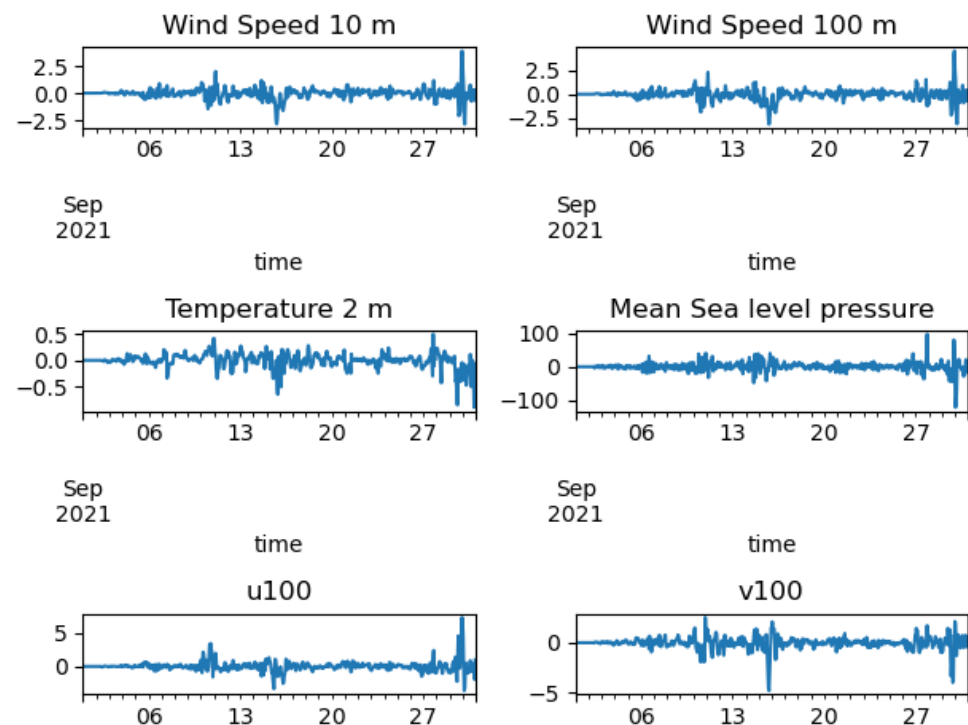 Wind Speed 10 m
2.5
0.0
−2.5
06 13 20 27
Sep
2021
time
Wind Speed 100 m
2.5
0.0
−2.5
06 13 20 27
Sep
2021
time
Temperature 2 m
0.5
0.0
−0.5
06 13 20 27
Sep
2021
time
Mean Sea level pressure
100
0
−100
06 13 20 27
Sep
2021
time
u100
5
0
06 13 20 27
v100
0
−5
06 13 20 27